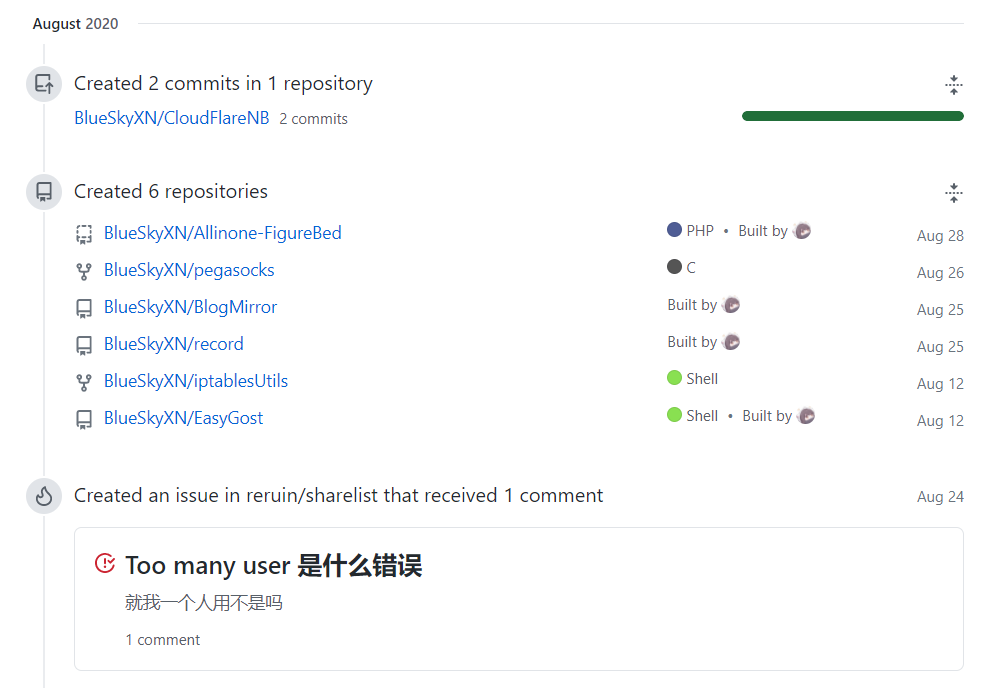 August 2020
Created 2 commits in 1 repository
BlueSkyXN/CloudFlareNB 2 commits
Created 6 repositories
BlueSkyXN/Allinone-FigureBed PHP • Built by Aug 28
BlueSkyXN/pegasocks C Aug 26
BlueSkyXN/BlogMirror Built by Aug 25
BlueSkyXN/record Built by Aug 25
BlueSkyXN/iptablesUtils Shell Aug 12
BlueSkyXN/EasyGost Shell • Built by Aug 12
Created an issue in reruin/sharelist that received 1 comment Aug 24
Too many user 是什么错误
就我一个人用不是吗
1 comment